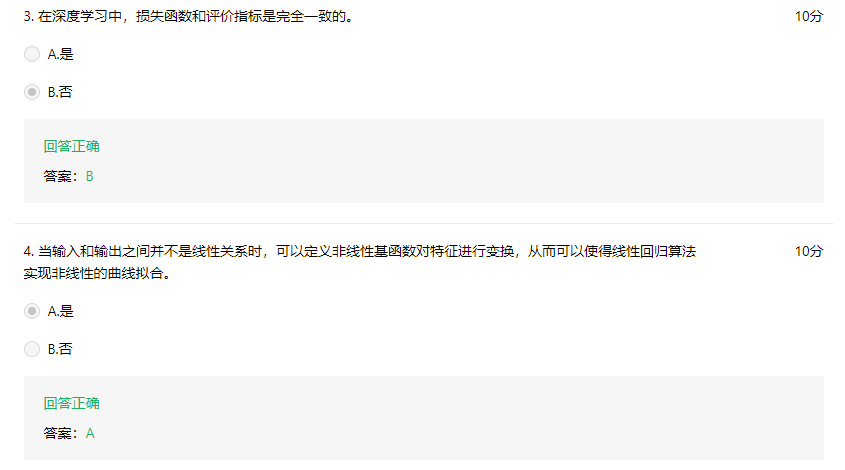 3. 在深度学习中，损失函数和评价指标是完全一致的。 10分
A.是
B.否
回答正确
答案：B
4. 当输入和输出之间并不是线性关系时，可以定义非线性基函数对特征进行变换，从而可以使得线性回归算法 10分
实现非线性的曲线拟合。
A.是
B.否
回答正确
答案：A